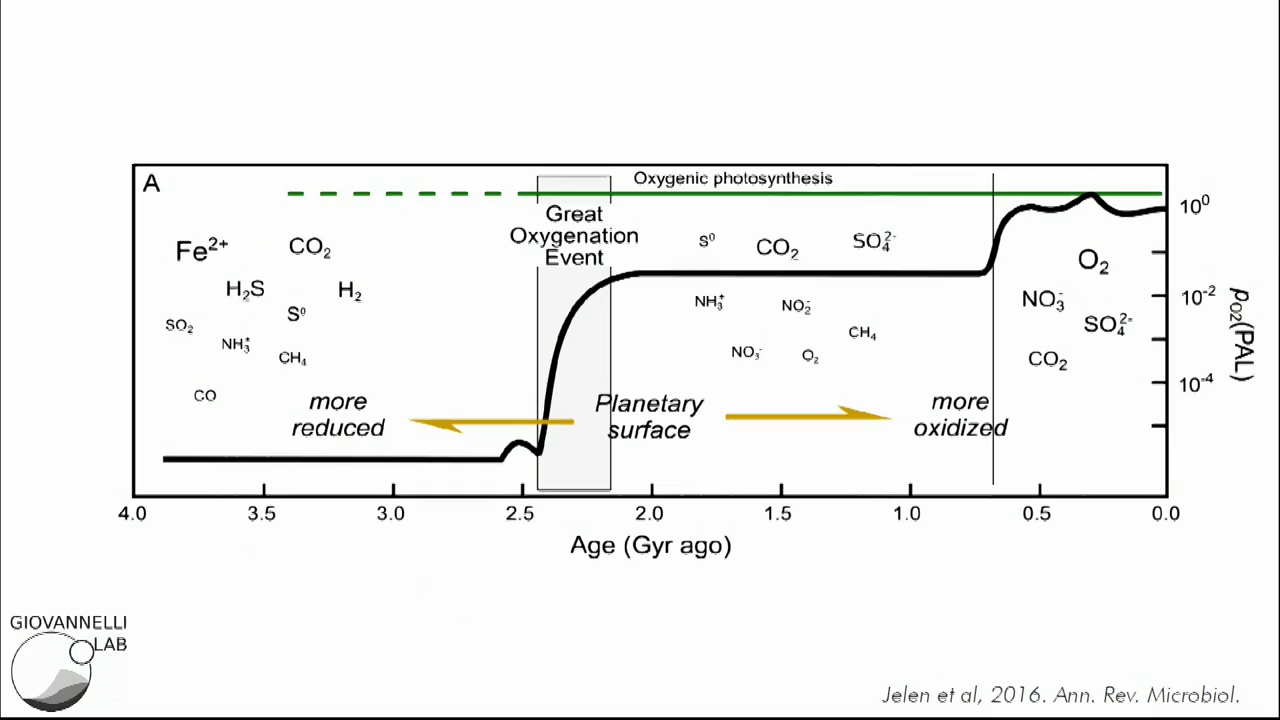 A
Oxygenic photosynthesis
Great
Oxygenation
Event
Fe²⁺
CO₂
H₂S
H₂
S⁰
SO₂
NH₃⁺
CH₄
CO
S⁰
CO₂
SO₄²⁻
NH₃⁺
NO₂⁻
CH₄
NO₃⁻
O₂
O₂
NO₃⁻
SO₄²⁻
CO₂
more
reduced
Planetary
surface
more
oxidized
10⁰
10⁻²
10⁻⁴
pO₂(PAL)
4.0 3.5 3.0 2.5 2.0 1.5 1.0 0.5 0.0
Age (Gyr ago)
GIOVANNELLI
LAB
Jelen et al, 2016. Ann. Rev. Microbiol.